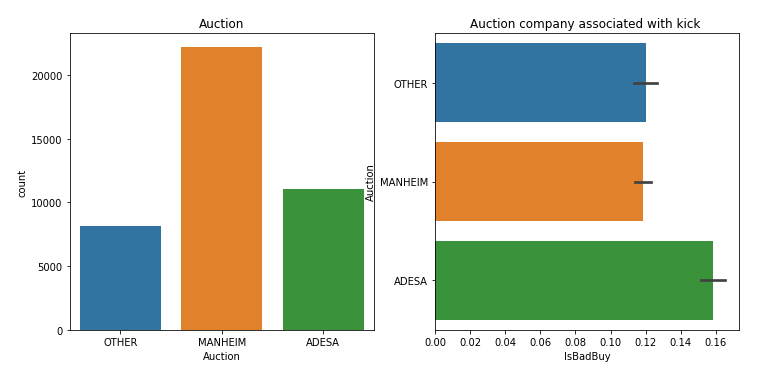 Auction
count
20000
15000
10000
5000
0
OTHER MANHEIM ADESA
Auction
Auction company associated with kick
Auction
OTHER
MANHEIM
ADESA
0.00 0.02 0.04 0.06 0.08 0.10 0.12 0.14 0.16
IsBadBuy